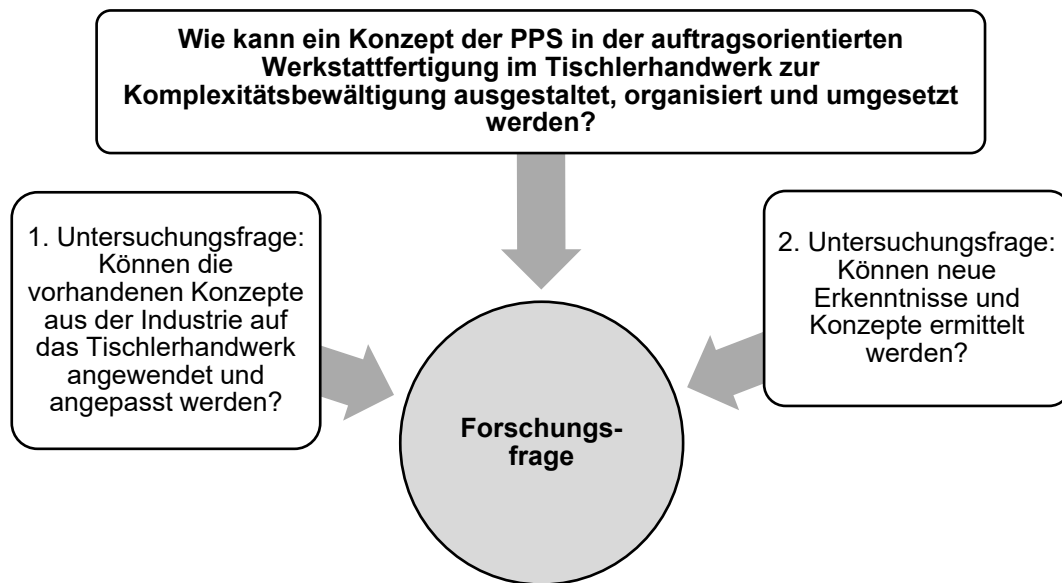 Wie kann ein Konzept der PPS in der auftragsorientierten
Werkstattfertigung im Tischlerhandwerk zur
Komplexitätsbewältigung ausgestaltet, organisiert und umgesetzt
werden?
1. Untersuchungsfrage:
Können die
vorhandenen Konzepte
aus der Industrie auf
das Tischlerhandwerk
angewendet und
angepasst werden?
2. Untersuchungsfrage:
Können neue
Erkenntnisse und
Konzepte ermittelt
werden?
Forschungs-
frage